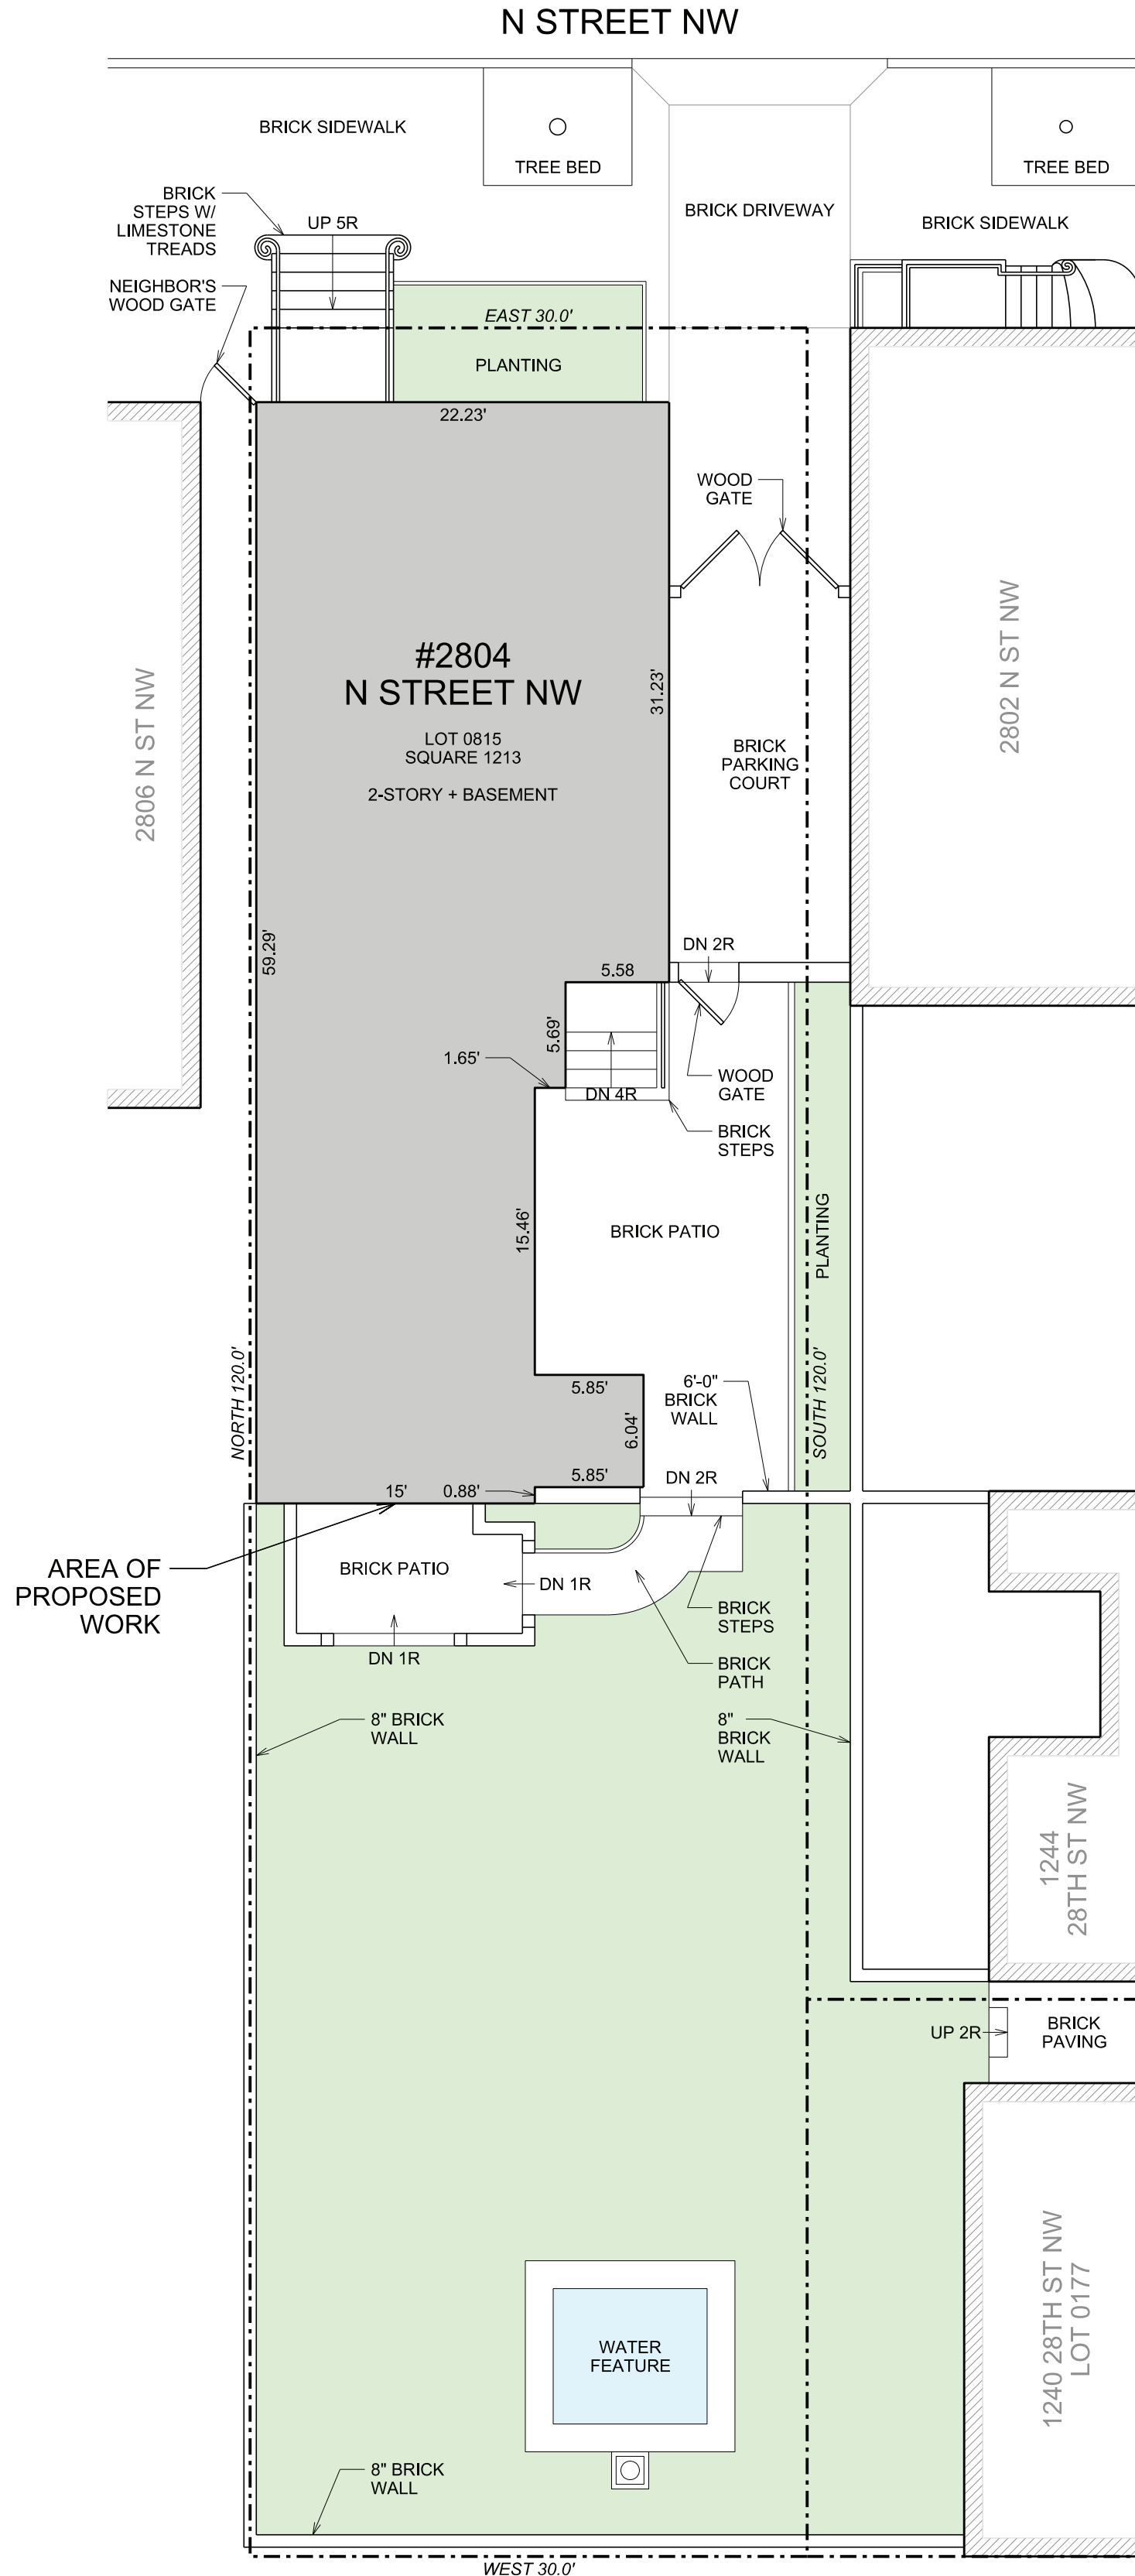 N STREET NW
BRICK SIDEWALK
TREE BED
TREE BED
BRICK
STEPS W/
LIMESTONE
TREADS
UP 5R
BRICK DRIVEWAY
BRICK SIDEWALK
NEIGHBOR'S
WOOD GATE
EAST 30.0'
PLANTING
22.23'
WOOD
GATE
#2804
N STREET NW
LOT 0815
SQUARE 1213
2-STORY + BASEMENT
31.23'
2806 N ST NW
2802 N ST NW
BRICK
PARKING
COURT
59.29'
DN 2R
5.58
5.69'
1.65'
DN 4R
WOOD
GATE
BRICK
STEPS
15.46'
BRICK PATIO
PLANTING
NORTH 120.0'
SOUTH 120.0'
5.85'
6'-0"
BRICK
WALL
6.04'
5.85'
DN 2R
15'
0.88'
AREA OF
PROPOSED
WORK
BRICK PATIO
DN 1R
BRICK
STEPS
DN 1R
BRICK
PATH
8" BRICK
WALL
8"
BRICK
WALL
1244
28TH ST NW
UP 2R
BRICK
PAVING
1240 28TH ST NW
LOT 0177
WATER
FEATURE
8" BRICK
WALL
WEST 30.0'